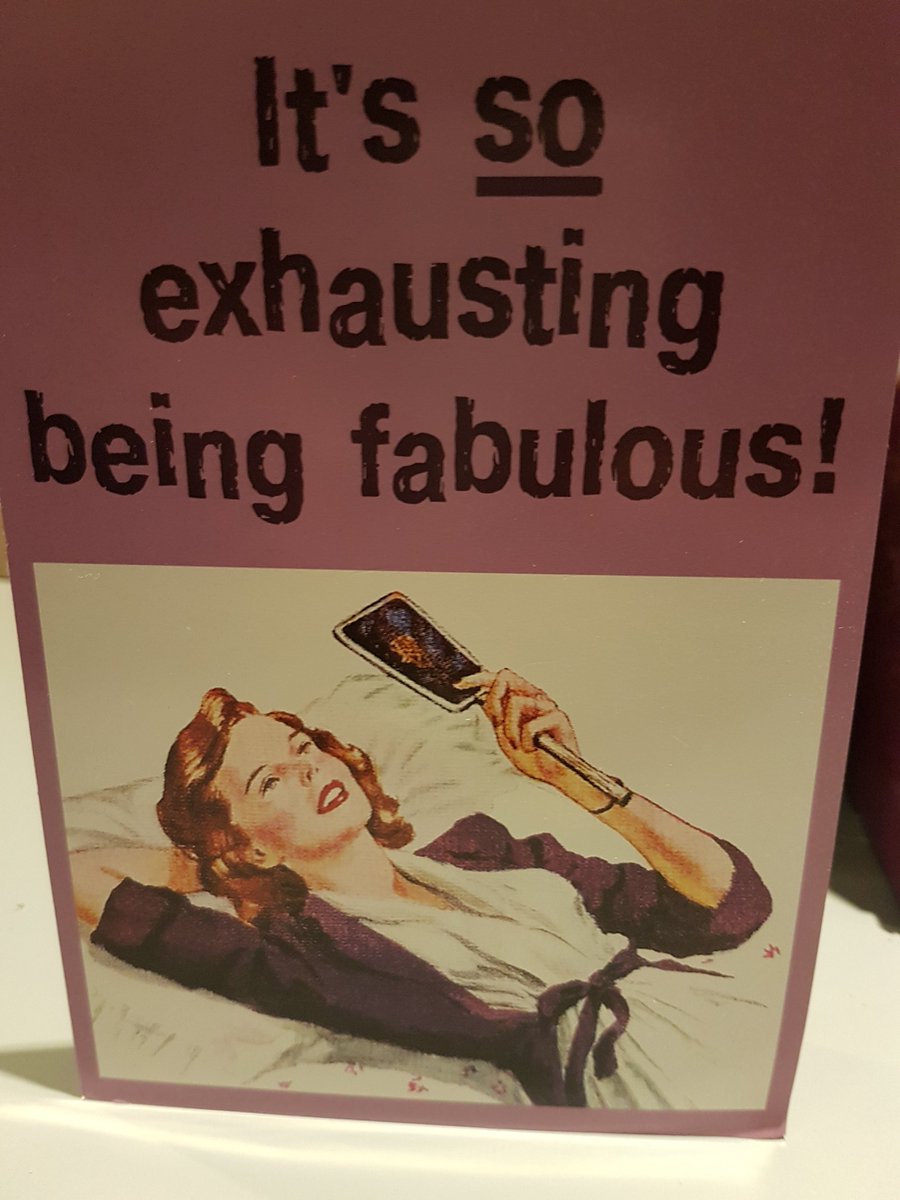 It's so
exhausting
being fabulous!